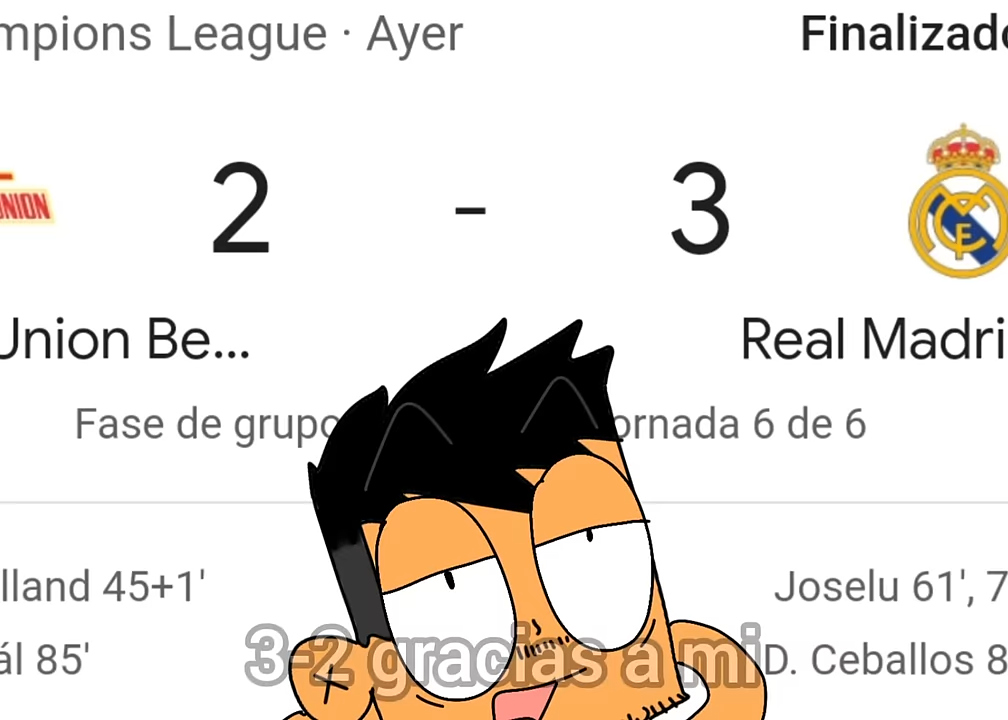 mpions League · Ayer
Finalizado
UNION
2 - 3
Union Be...
Real Madri
Fase de grupo
ornada 6 de 6
lland 45+1'
Joselu 61', 7
ál 85'
D. Ceballos 8
3-2 gracias a mi